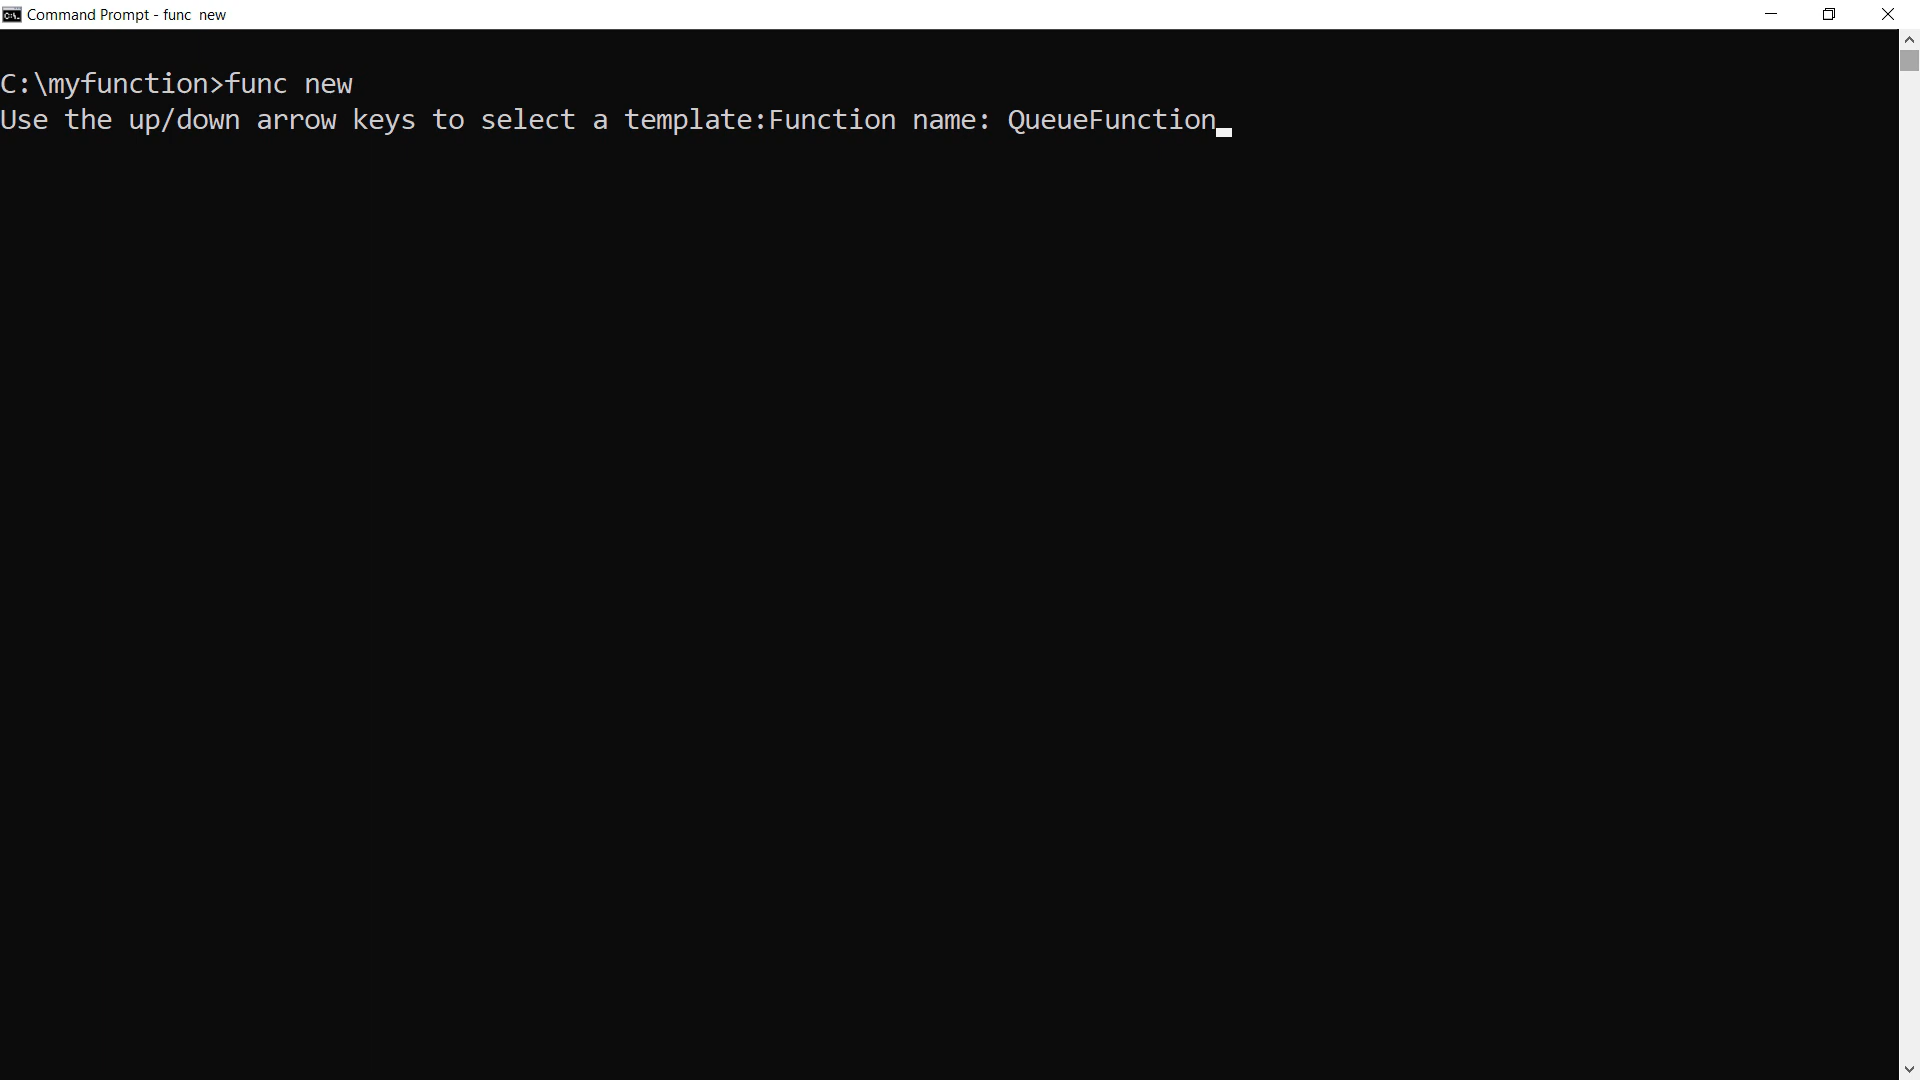 Command Prompt - func  new
C:\myfunction>func new
Use the up/down arrow keys to select a template:Function name: QueueFunction